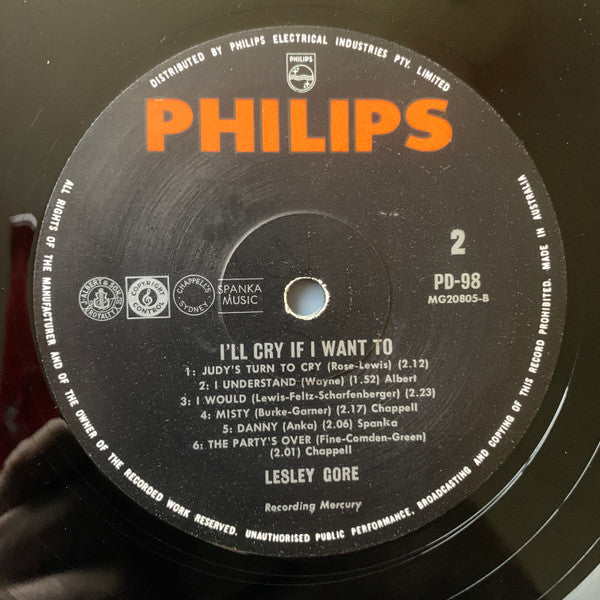 DISTRIBUTED BY PHILIPS ELECTRICAL INDUSTRIES PTY. LIMITED
PHILIPS
PHILIPS
2
PD-98
MG20805-B
J. ALBERT & SON
ROYALTY
COPYRIGHT
CONTROL
CHAPPELL'S
SYDNEY
SPANKA
MUSIC
I'LL CRY IF I WANT TO
1: JUDY'S TURN TO CRY (Rose-Lewis) (2.12)
2: I UNDERSTAND (Wayne) (1.52) Albert
3: I WOULD (Lewis-Feltz-Scharfenberger) (2.23)
4: MISTY (Burke-Garner) (2.17) Chappell
5: DANNY (Anka) (2.06) Spanka
6: THE PARTY'S OVER (Fine-Comden-Green)
(2.01) Chappell
LESLEY GORE
Recording Mercury
ALL RIGHTS OF THE MANUFACTURER AND OF THE OWNER OF THE RECORDED WORK RESERVED. UNAUTHORISED PUBLIC PERFORMANCE, BROADCASTING AND COPYING OF THIS RECORD PROHIBITED. MADE IN AUSTRALIA